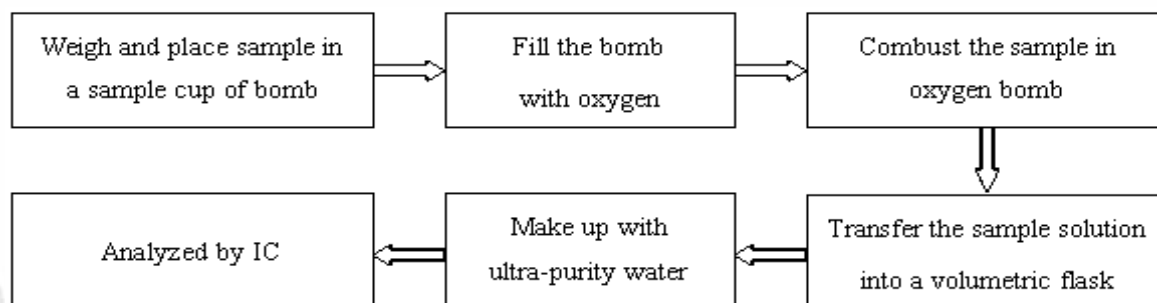 Weigh and place sample in
a sample cup of bomb
Fill the bomb
with oxygen
Combust the sample in
oxygen bomb
Transfer the sample solution
into a volumetric flask
Make up with
ultra-purity water
Analyzed by IC